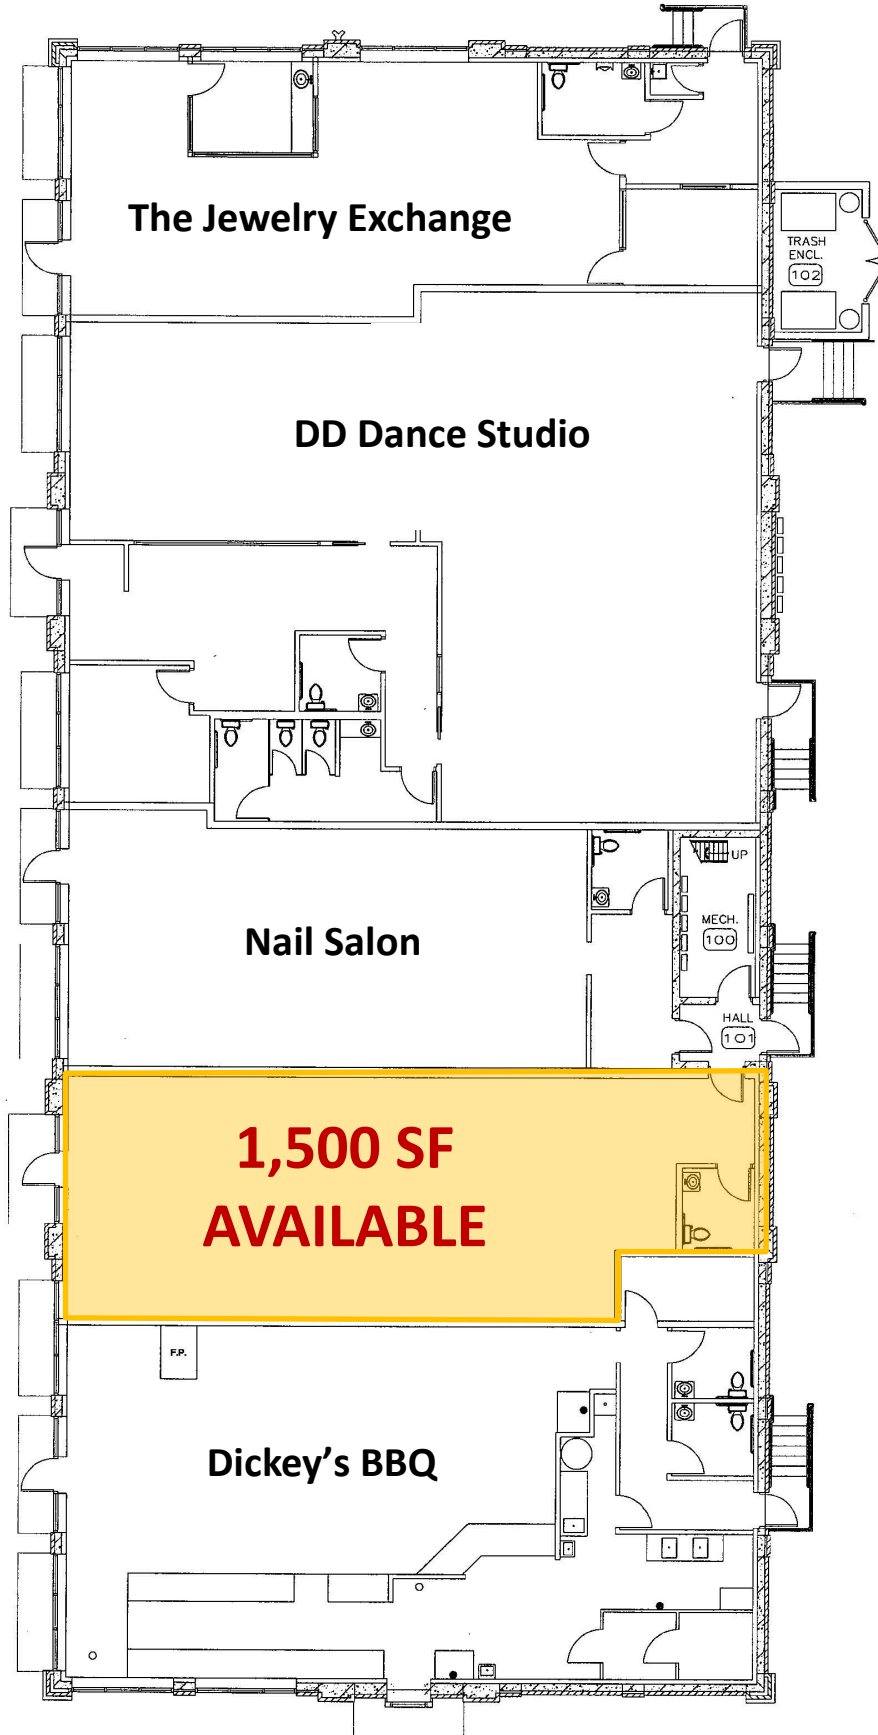 The Jewelry Exchange
TRASH
ENCL.
102
DD Dance Studio
UP
MECH.
100
Nail Salon
HALL
101
1,500 SF
AVAILABLE
F.P.
Dickey’s BBQ